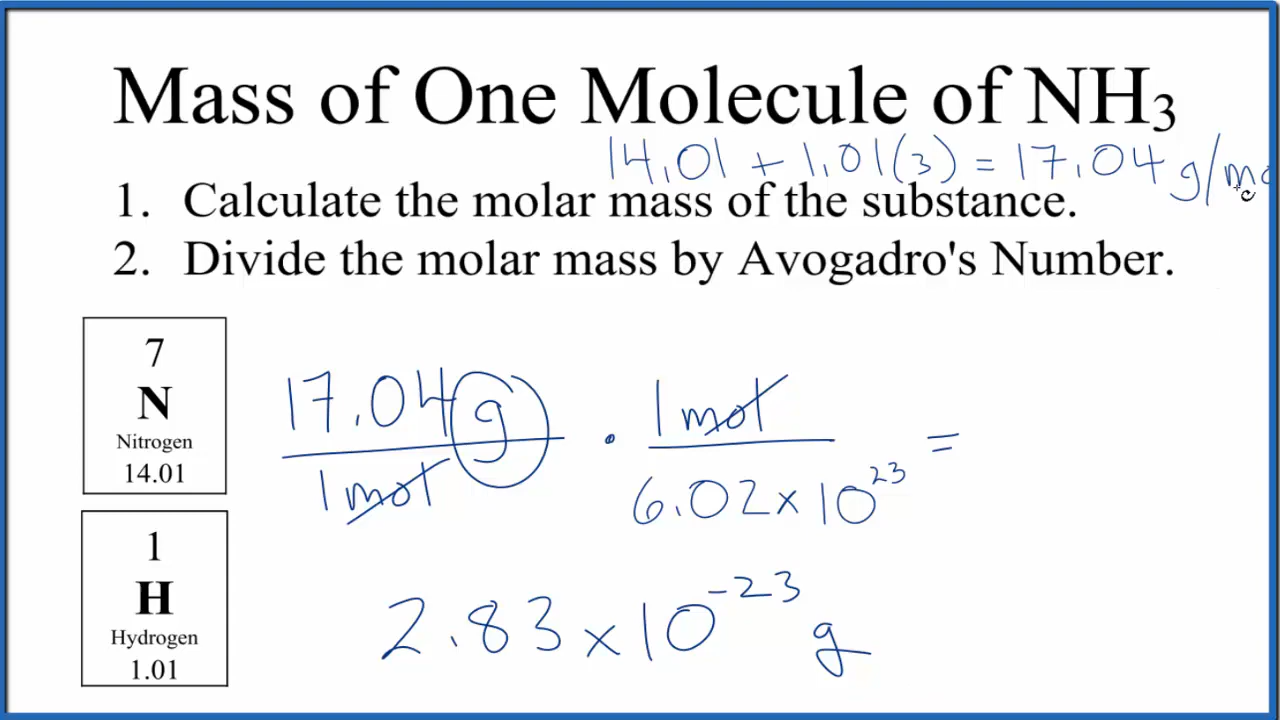 Mass of One Molecule of NH₃
14.01 + 1.01(3) = 17.04 g/mo
1. Calculate the molar mass of the substance.
2. Divide the molar mass by Avogadro's Number.
7
N
Nitrogen
14.01
17.04 g / 1 mol · 1 mol / 6.02 x 10²³ =
1
H
Hydrogen
1.01
2.83 x 10⁻²³ g